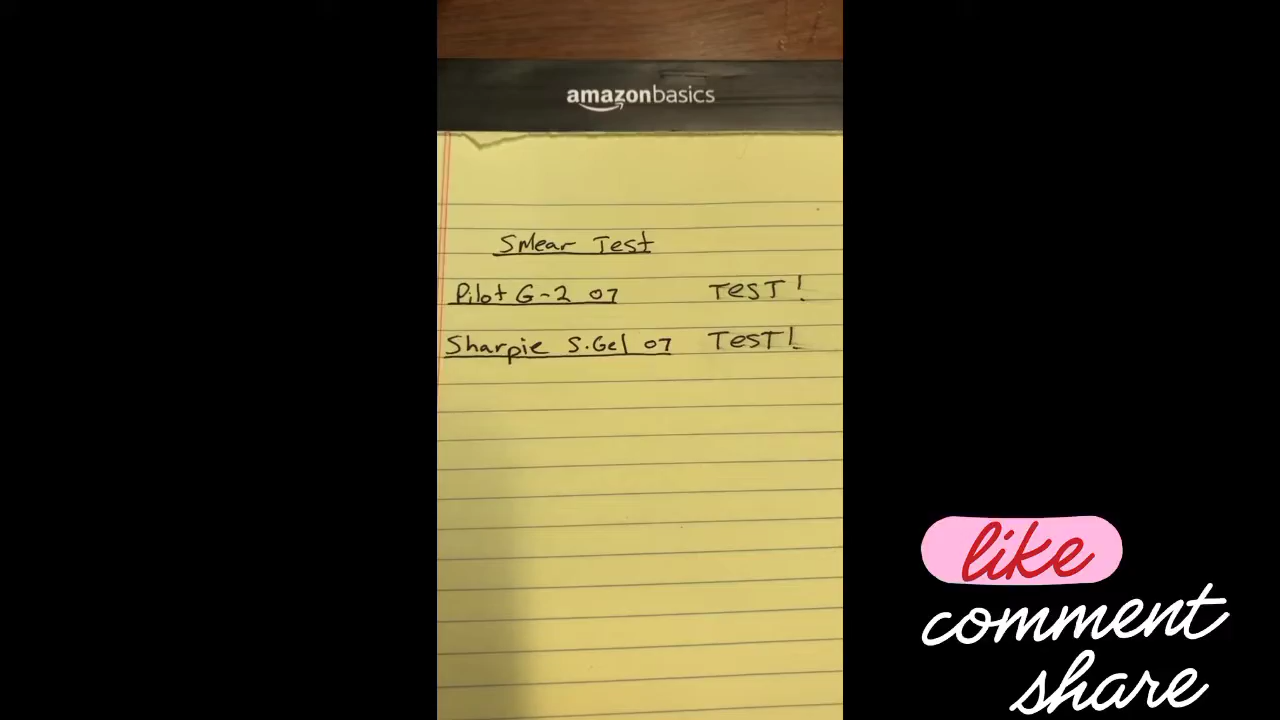 amazonbasics
Smear Test
Pilot G-2 07 TesT!
Sharpie S.Gel 07 TesT!
like
comment
share